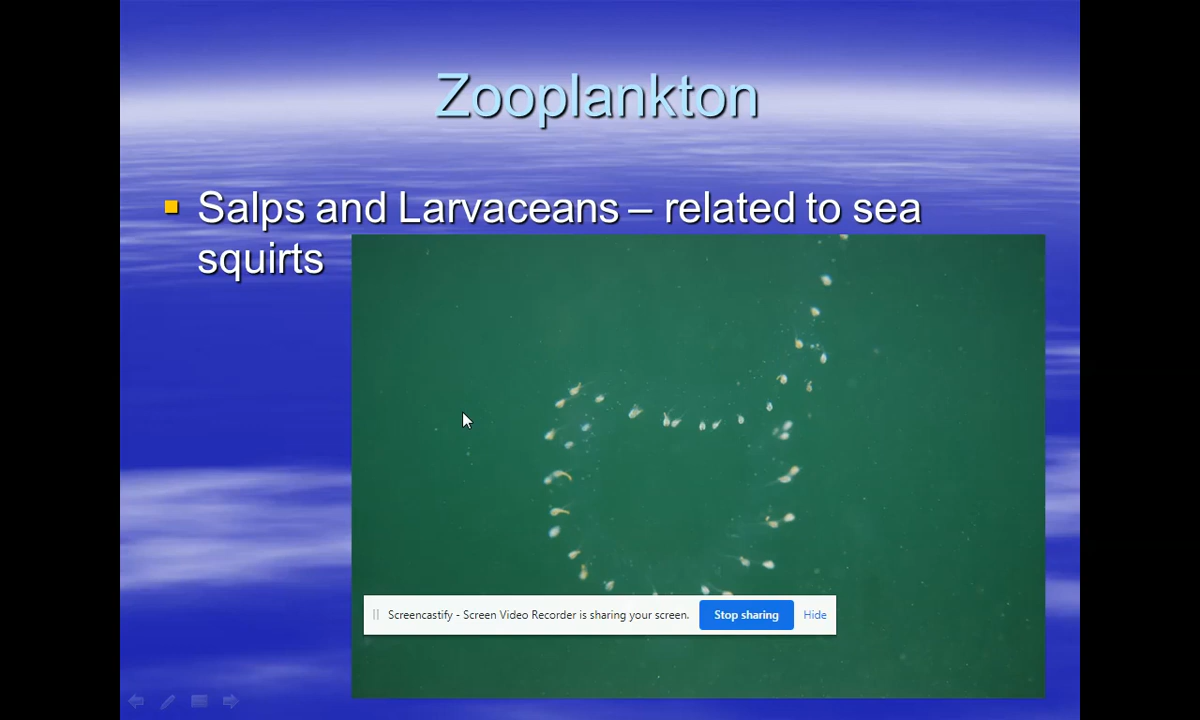 Zooplankton
Salps and Larvaceans – related to sea
squirts
Screencastify - Screen Video Recorder is sharing your screen. Stop sharing Hide